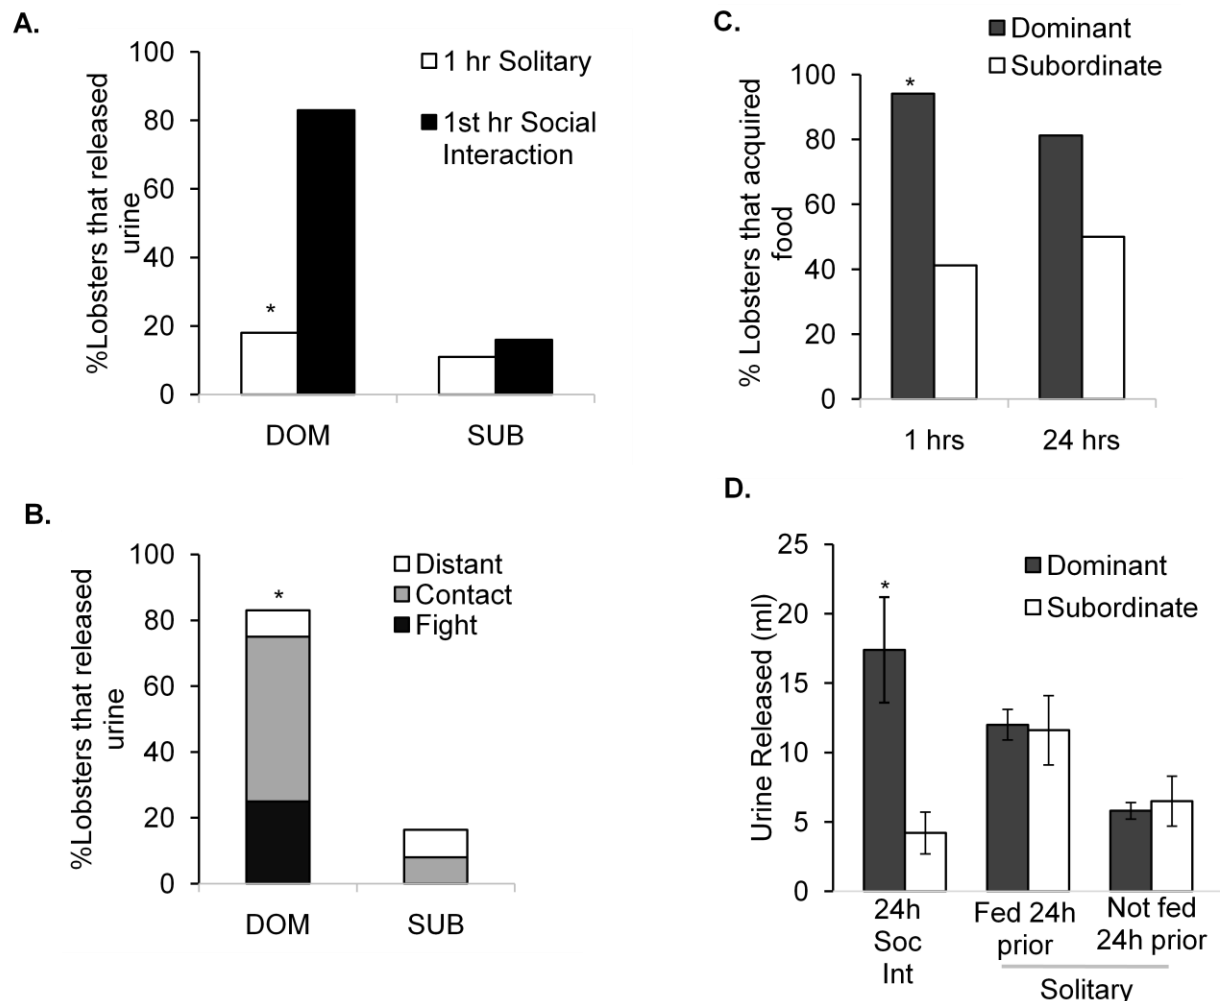 A.
%Lobsters that released
urine
100
80
60
40
20
0
*
1 hr Solitary
1st hr Social
Interaction
DOM
SUB
B.
%Lobsters that released
urine
100
80
60
40
20
0
*
Distant
Contact
Fight
DOM
SUB
C.
Dominant
Subordinate
% Lobsters that acquired
food
100
80
60
40
20
0
*
1 hrs
24 hrs
D.
Urine Released (ml)
25
20
15
10
5
0
*
Dominant
Subordinate
24h
Soc
Int
Fed 24h
prior
Not fed
24h prior
Solitary